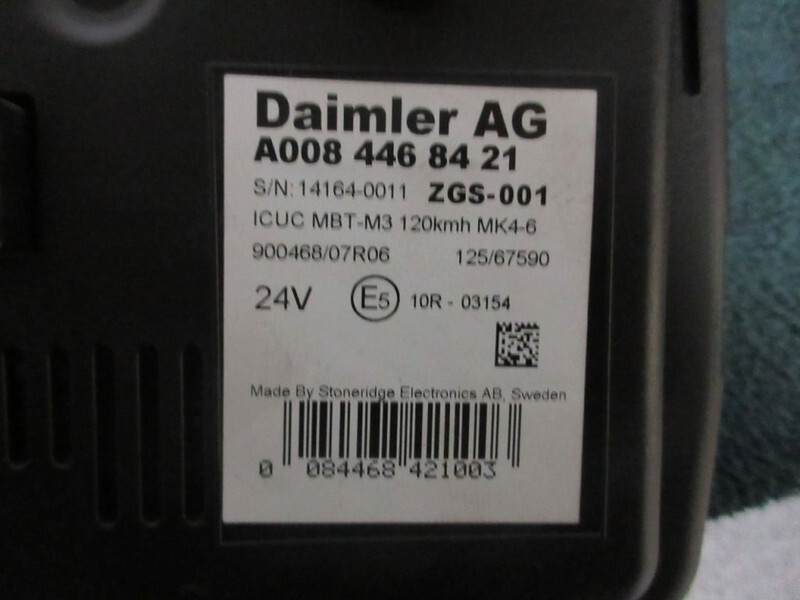 Daimler AG
A008 446 84 21
S/N: 14164-0011 ZGS-001
ICUC MBT-M3 120kmh MK4-6
900468/07R06 125/67590
24V E5 10R - 03154
Made By Stoneridge Electronics AB, Sweden
0 084468 421003